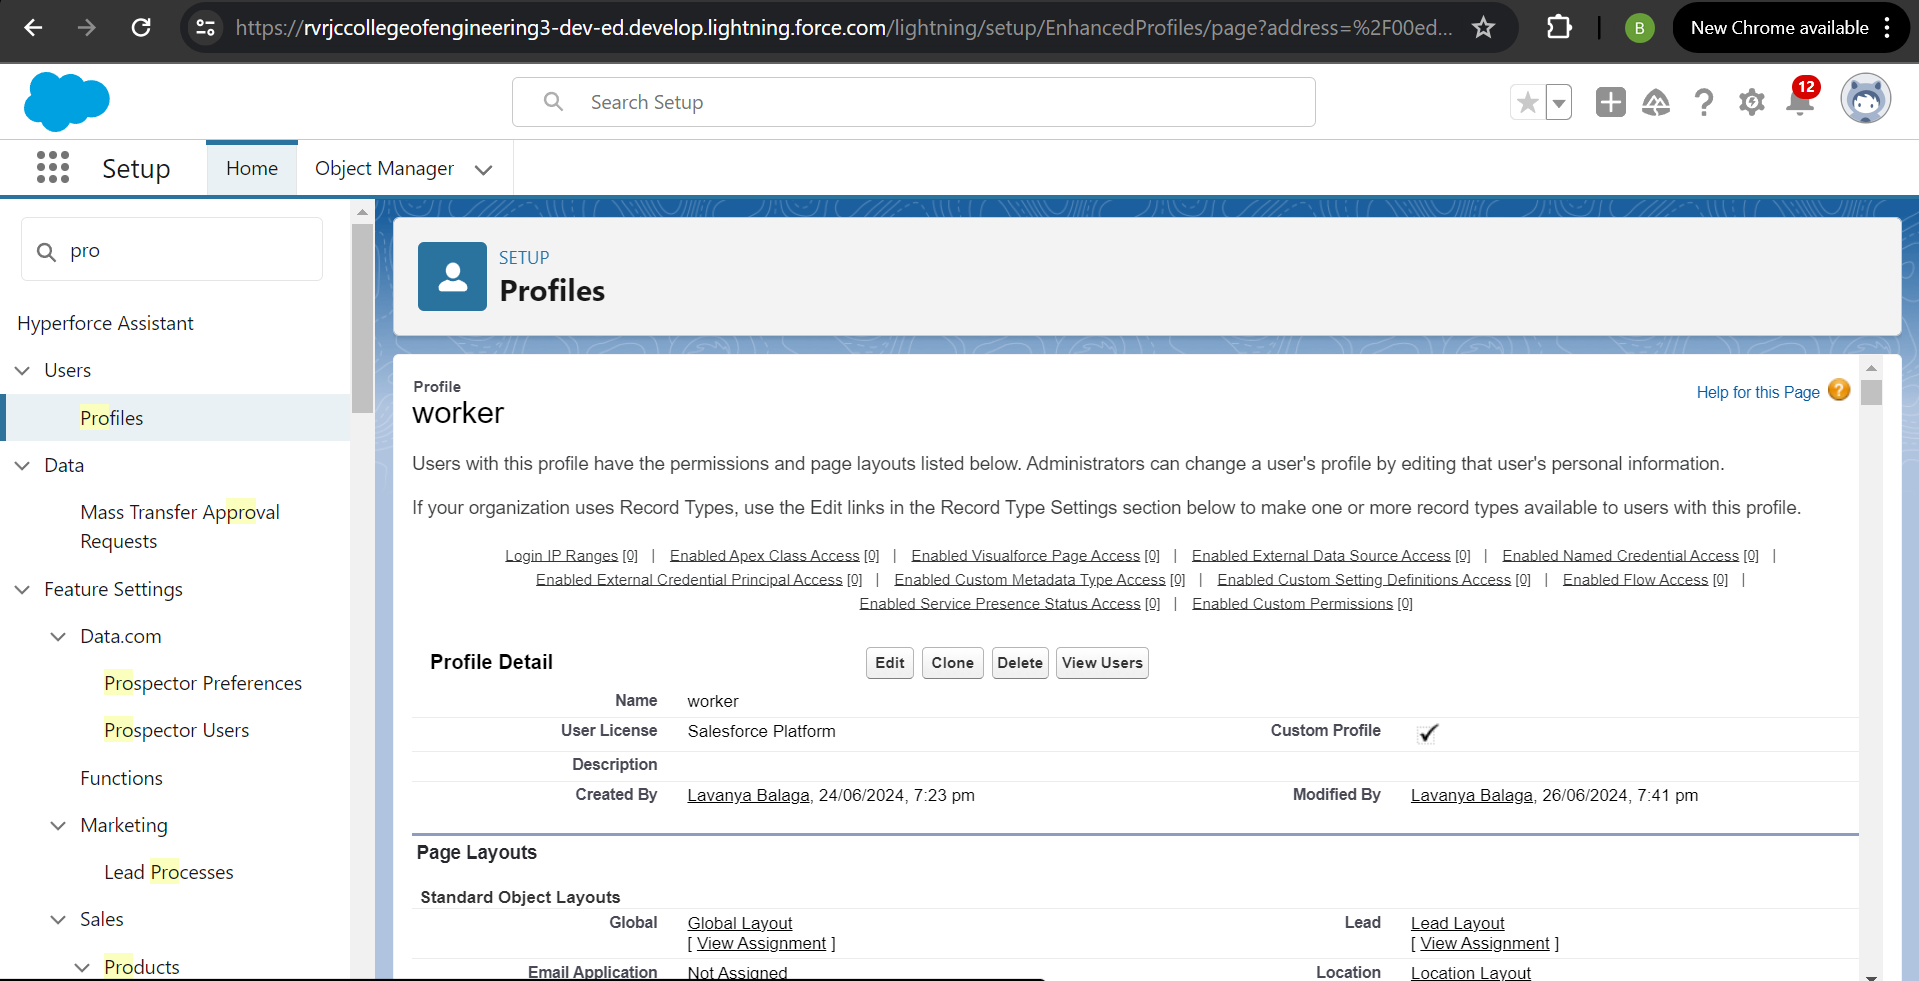 https://rvrjccollegeofengineering3-dev-ed.develop.lightning.force.com/lightning/setup/EnhancedProfiles/page?address=%2F00ed...
B
New Chrome available
Search Setup
12
Setup
Home
Object Manager
pro
Hyperforce Assistant
Users
Profiles
Data
Mass Transfer Approval
Requests
Feature Settings
Data.com
Prospector Preferences
Prospector Users
Functions
Marketing
Lead Processes
Sales
Products
SETUP
Profiles
Profile
worker
Help for this Page ?
Users with this profile have the permissions and page layouts listed below. Administrators can change a user's profile by editing that user's personal information.
If your organization uses Record Types, use the Edit links in the Record Type Settings section below to make one or more record types available to users with this profile.
Login IP Ranges [0] | Enabled Apex Class Access [0] | Enabled Visualforce Page Access [0] | Enabled External Data Source Access [0] | Enabled Named Credential Access [0] |
Enabled External Credential Principal Access [0] | Enabled Custom Metadata Type Access [0] | Enabled Custom Setting Definitions Access [0] | Enabled Flow Access [0] |
Enabled Service Presence Status Access [0] | Enabled Custom Permissions [0]
Profile Detail
Edit Clone Delete View Users
Name worker
User License Salesforce Platform Custom Profile
Description
Created By Lavanya Balaga, 24/06/2024, 7:23 pm Modified By Lavanya Balaga, 26/06/2024, 7:41 pm
Page Layouts
Standard Object Layouts
Global Global Layout Lead Lead Layout
[ View Assignment ] [ View Assignment ]
Email Application Not Assigned Location Location Layout